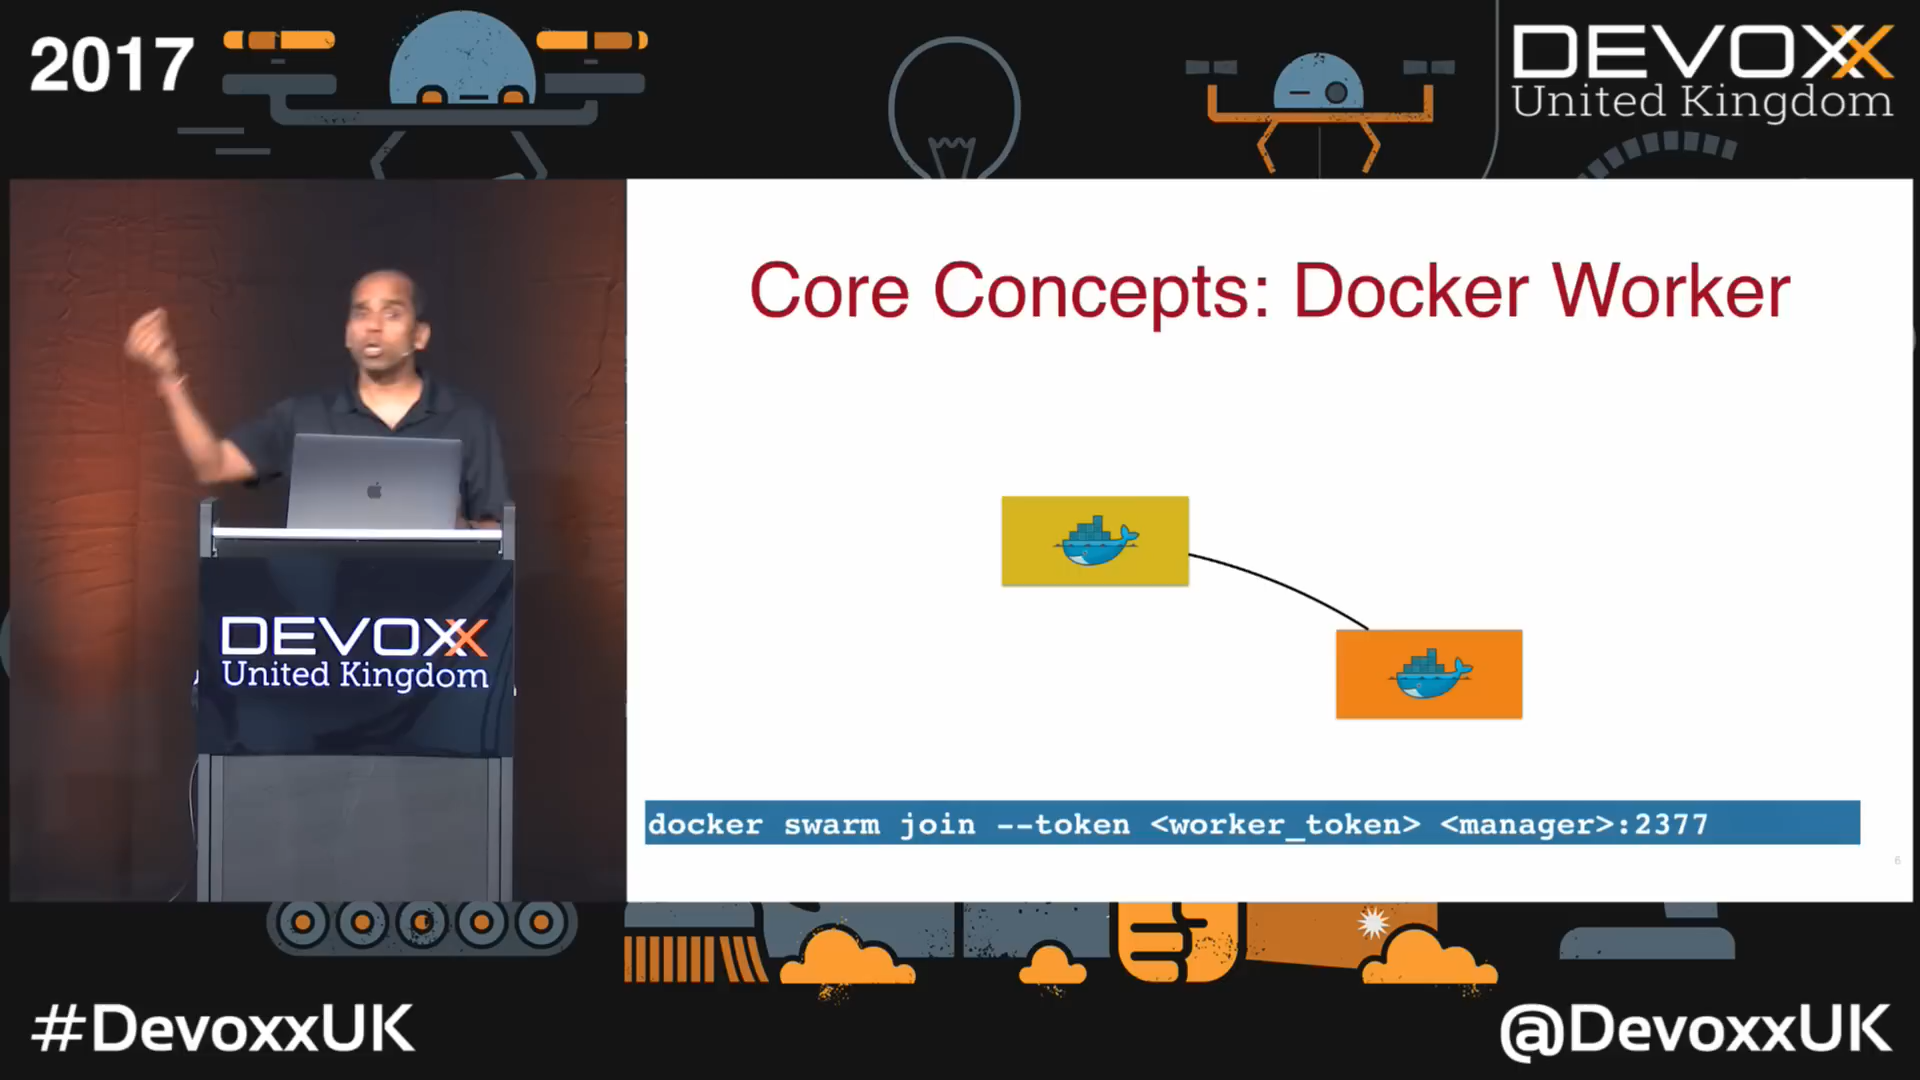 2017
DEVOXX
United Kingdom
Core Concepts: Docker Worker
DEVOXX
United Kingdom
docker swarm join --token <worker_token> <manager>:2377
6
#DevoxxUK
@DevoxxUK